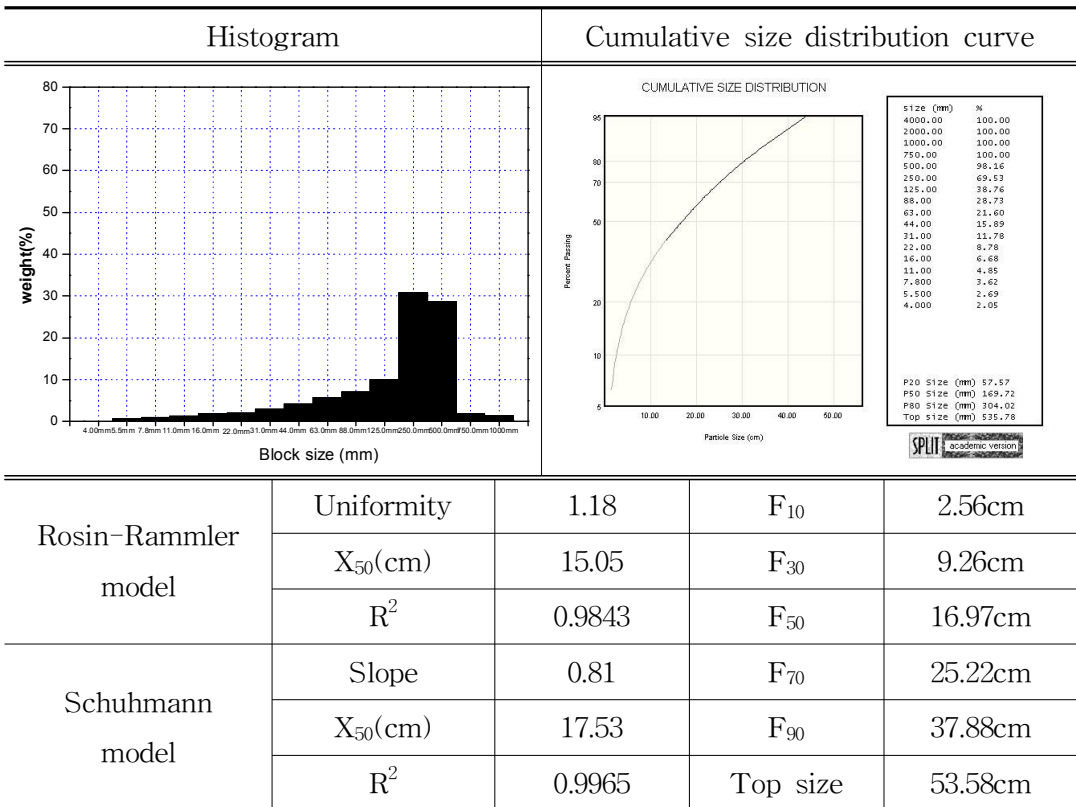 Histogram
Cumulative size distribution curve
80
70
60
50
40
30
20
10
0
weight(%)
4.00mm 5.5mm 7.8mm 11.0mm 16.0mm 22.0mm 31.0mm 44.0mm 63.0mm 88.0mm 125.0mm 250.0mm 500.0mm 750.0mm 1000mm
Block size (mm)
CUMULATIVE SIZE DISTRIBUTION
95
80
70
50
20
10
5
Percent Passing
10.00 20.00 30.00 40.00 50.00
Particle Size (cm)
size (mm) %
4000.00 100.00
2000.00 100.00
1000.00 100.00
750.00 100.00
500.00 98.16
250.00 69.53
125.00 38.76
88.00 28.73
63.00 21.60
44.00 15.89
31.00 11.78
22.00 8.78
16.00 6.68
11.00 4.85
7.800 3.62
5.500 2.69
4.000 2.05
P20 Size (mm) 57.57
P50 Size (mm) 169.72
P80 Size (mm) 304.02
Top size (mm) 535.78
SPLIT academic version
Rosin-Rammler model
Uniformity 1.18 F10 2.56cm
X50(cm) 15.05 F30 9.26cm
R2 0.9843 F50 16.97cm
Schuhmann model
Slope 0.81 F70 25.22cm
X50(cm) 17.53 F90 37.88cm
R2 0.9965 Top size 53.58cm